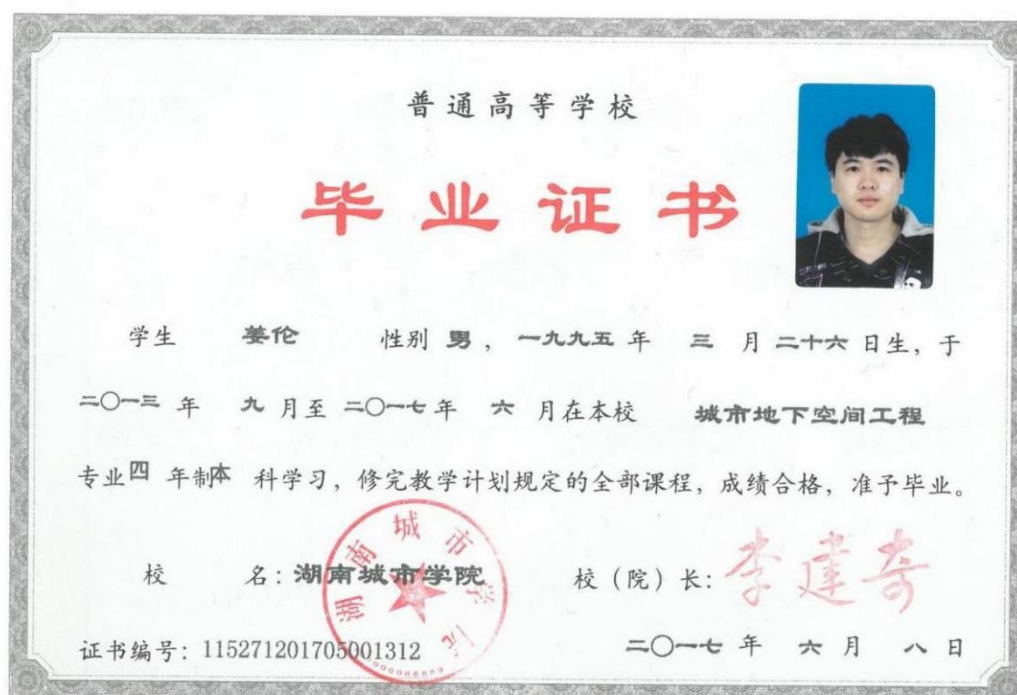 普通高等学校
毕业证书
学生 姜伦 性别 男，一九九五年 三 月 二十六 日生，于
二〇一三 年 九 月至 二〇一七 年 六 月在本校 城市地下空间工程
专业 四 年制 本 科学习，修完教学计划规定的全部课程，成绩合格，准予毕业。
校 名：湖南城市学院 校（院）长：李建奇
湖南城市学院
证书编号：115271201705001312 二〇一七 年 六 月 八 日